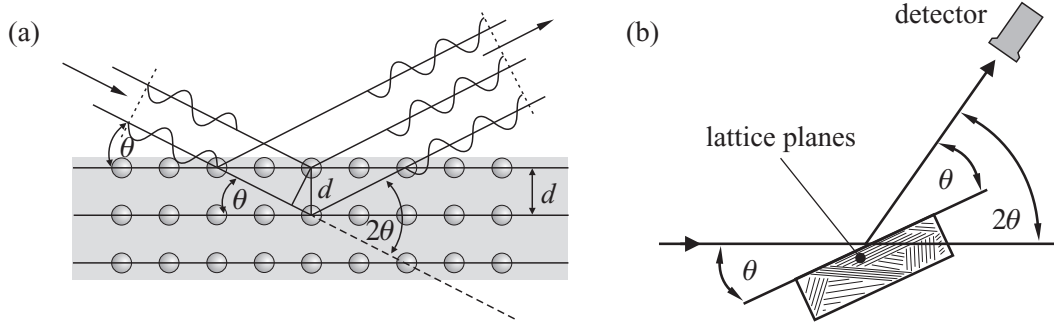 (a)
θ
θ
d
2θ
d
(b)
detector
lattice planes
θ
2θ
θ